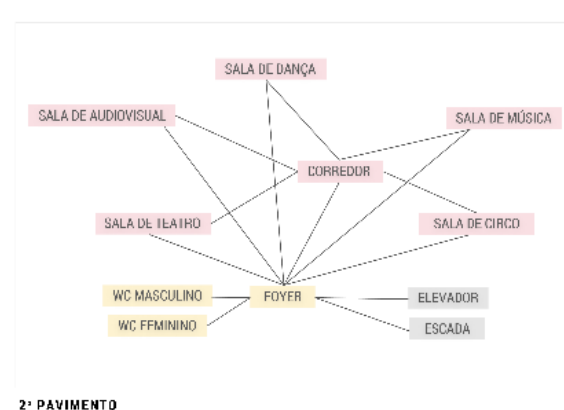 SALA DE DANÇA
SALA DE AUDIOVISUAL
SALA DE MÚSICA
CORREDOR
SALA DE TEATRO
SALA DE CIRCO
WC MASCULINO
FOYER
ELEVADOR
WC FEMININO
ESCADA
2º PAVIMENTO